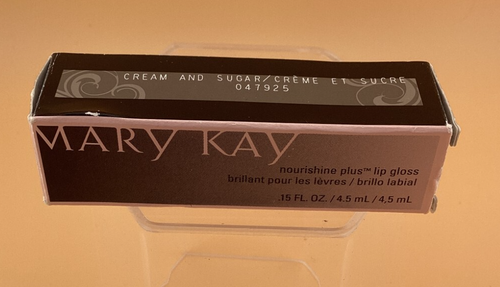 CREAM AND SUGAR/CRÈME ET SUCRE
047925
MARY KAY
nourishine plus™ lip gloss
brillant pour les lèvres / brillo labial
.15 FL. OZ. / 4.5 mL / 4,5 mL